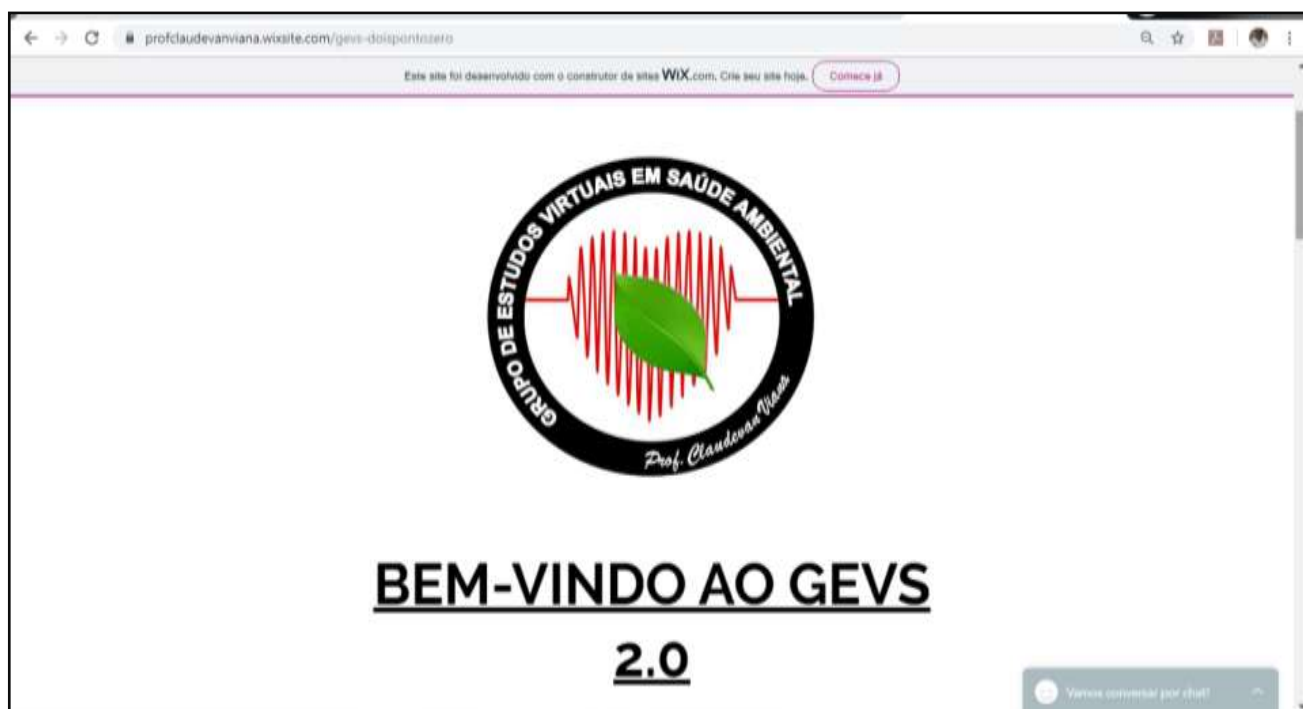 profclaudevanviana.wixsite.com/gevs-doispontozero
Este site foi desenvolvido com o construtor de sites WiX.com. Crie seu site hoje. Comece já
GRUPO DE ESTUDOS VIRTUAIS EM SAÚDE AMBIENTAL
Prof. Claudevan Viana
BEM-VINDO AO GEVS
2.0
Vamos conversar por chat!